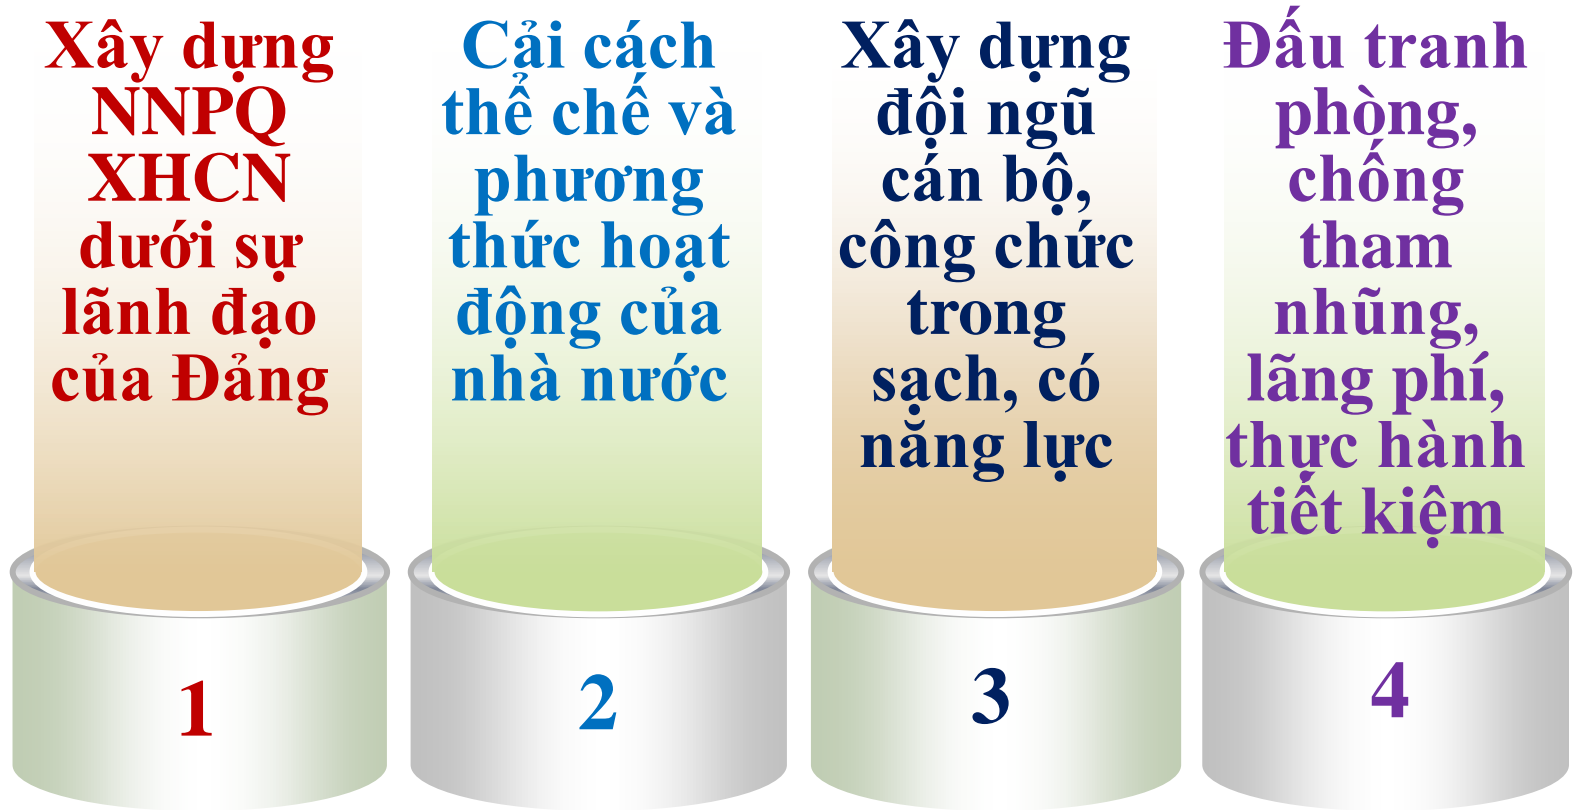 Xây dựng
NNPQ
XHCN
dưới sự
lãnh đạo
của Đảng
1
Cải cách
thể chế và
phương
thức hoạt
động của
nhà nước
2
Xây dựng
đội ngũ
cán bộ,
công chức
trong
sạch, có
năng lực
3
Đấu tranh
phòng,
chống
tham
nhũng,
lãng phí,
thực hành
tiết kiệm
4